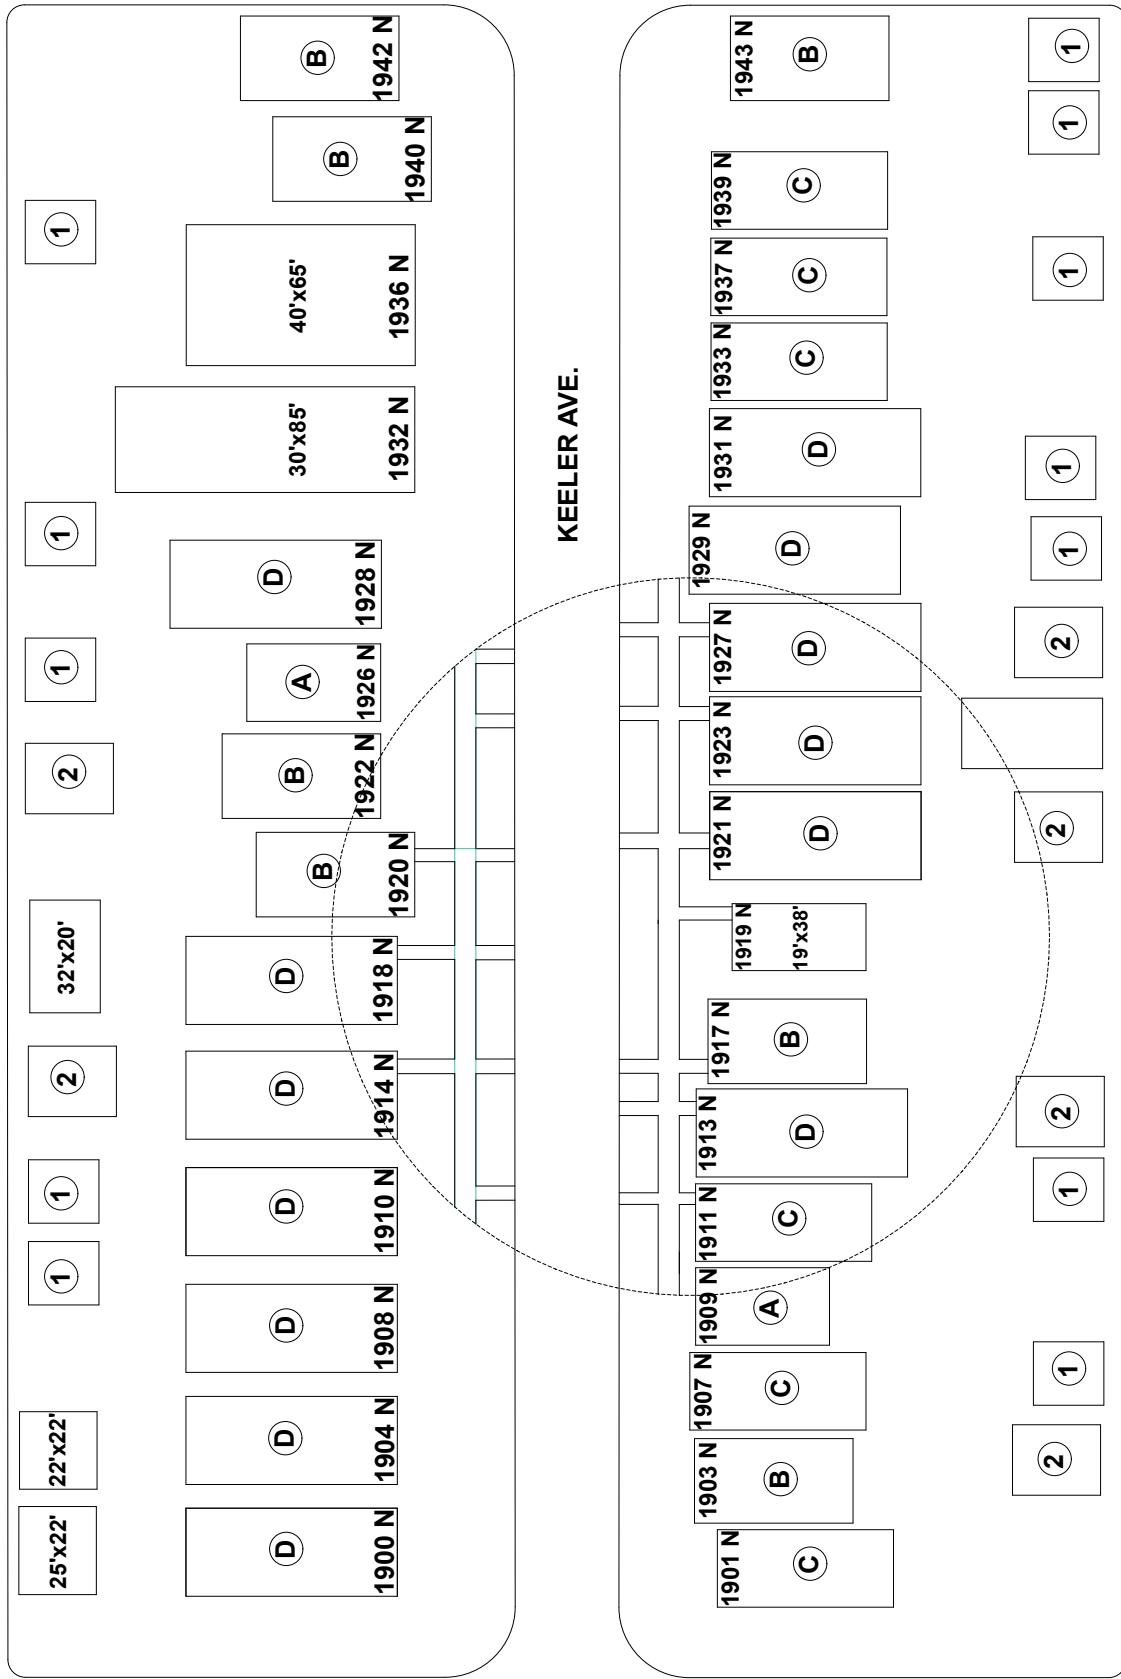 25'x22'
22'x22'
1
1
2
32'x20'
2
1
1
1
D
1900 N
D
1904 N
D
1908 N
D
1910 N
D
1914 N
D
1918 N
B
1920 N
B
1922 N
A
1926 N
D
1928 N
30'x85'
1932 N
40'x65'
1936 N
B
1940 N
B
1942 N
KEELER AVE.
1901 N
C
1903 N
B
1907 N
C
1909 N
A
1911 N
C
1913 N
D
1917 N
B
1919 N
19'x38'
1921 N
D
1923 N
D
1927 N
D
1929 N
D
1931 N
D
1933 N
C
1937 N
C
1939 N
C
1943 N
B
2
1
1
2
2
2
1
1
1
1
1